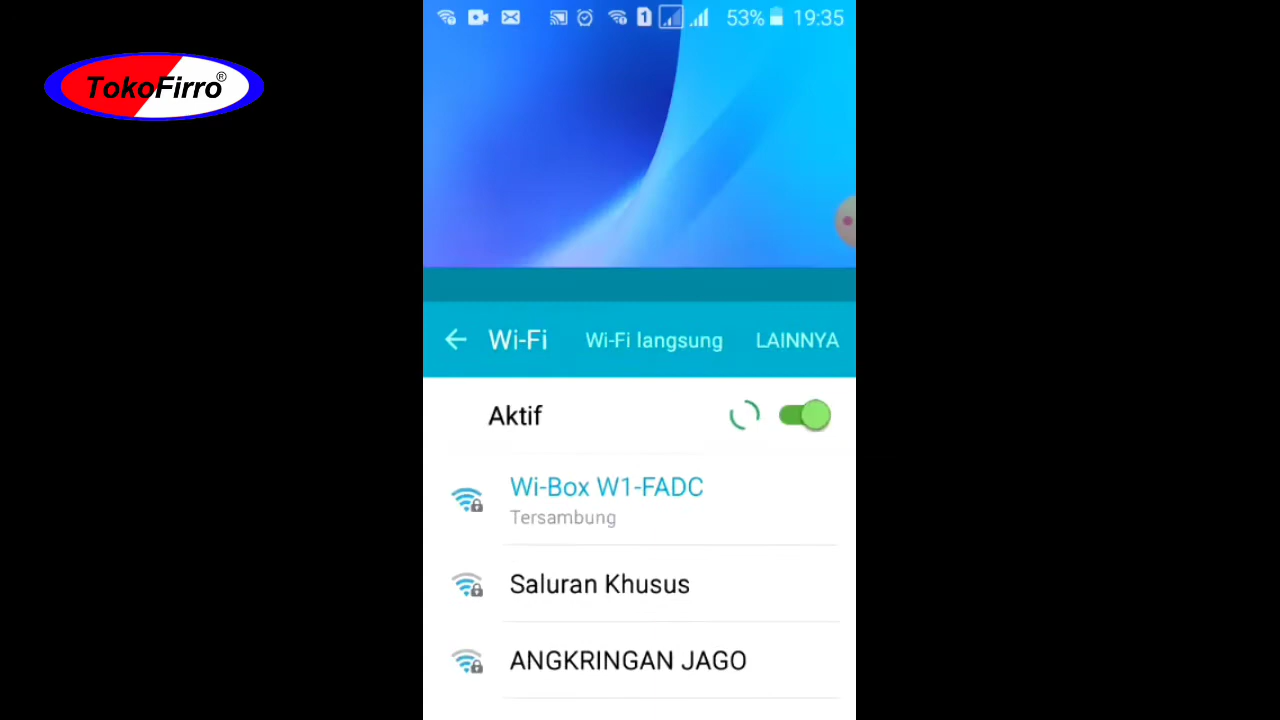 TokoFirro®
1 53% 19:35
Wi-Fi Wi-Fi langsung LAINNYA
Aktif
Wi-Box W1-FADC
Tersambung
Saluran Khusus
ANGKRINGAN JAGO